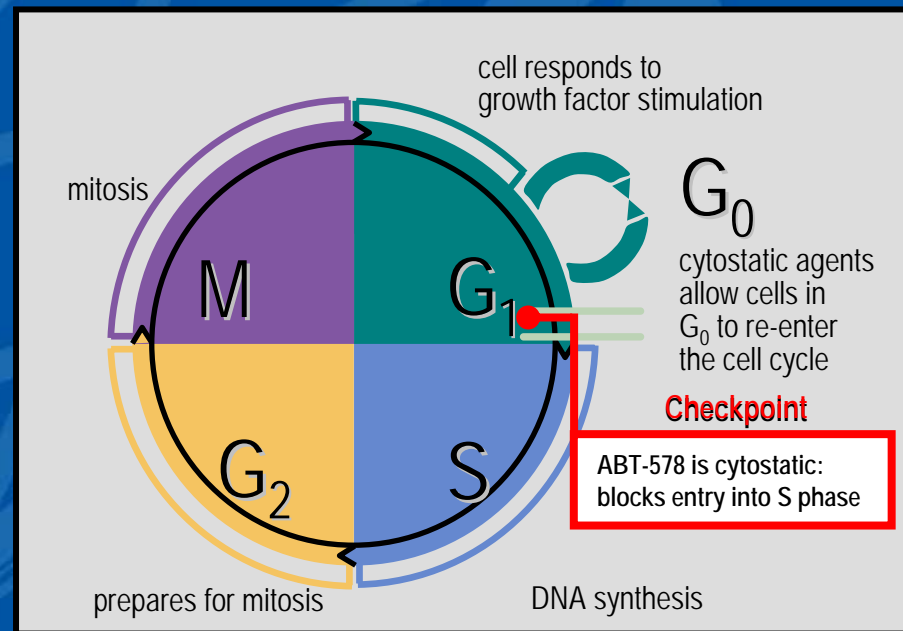 cell responds to
growth factor stimulation
mitosis
G₀
M
G₁
cytostatic agents
allow cells in
G₀ to re-enter
the cell cycle
Checkpoint
ABT-578 is cytostatic:
blocks entry into S phase
G₂
S
prepares for mitosis
DNA synthesis